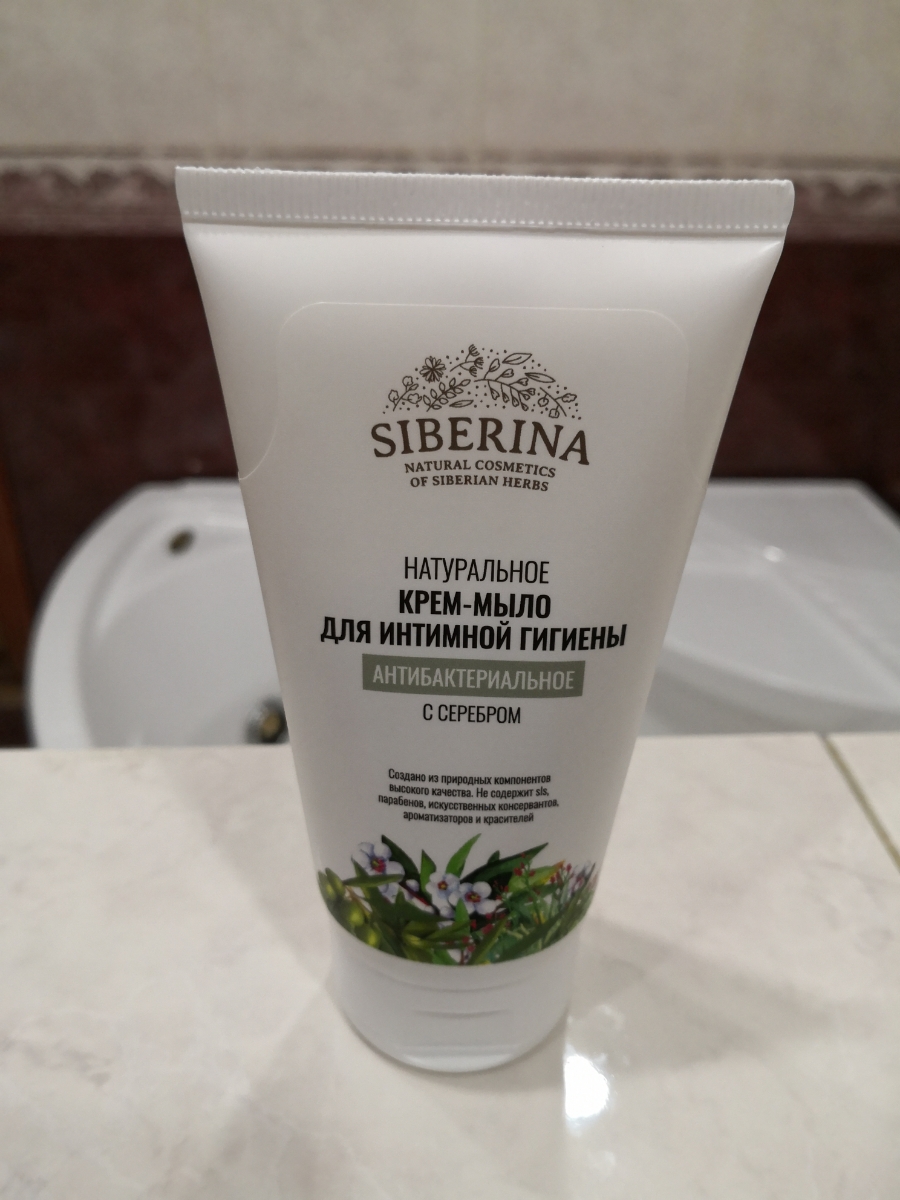 SIBERINA
NATURAL COSMETICS
OF SIBERIAN HERBS
НАТУРАЛЬНОЕ
КРЕМ-МЫЛО
ДЛЯ ИНТИМНОЙ ГИГИЕНЫ
АНТИБАКТЕРИАЛЬНОЕ
С СЕРЕБРОМ
Создано из природных компонентов
высокого качества. Не содержит sls,
парабенов, искусственных консервантов,
ароматизаторов и красителей